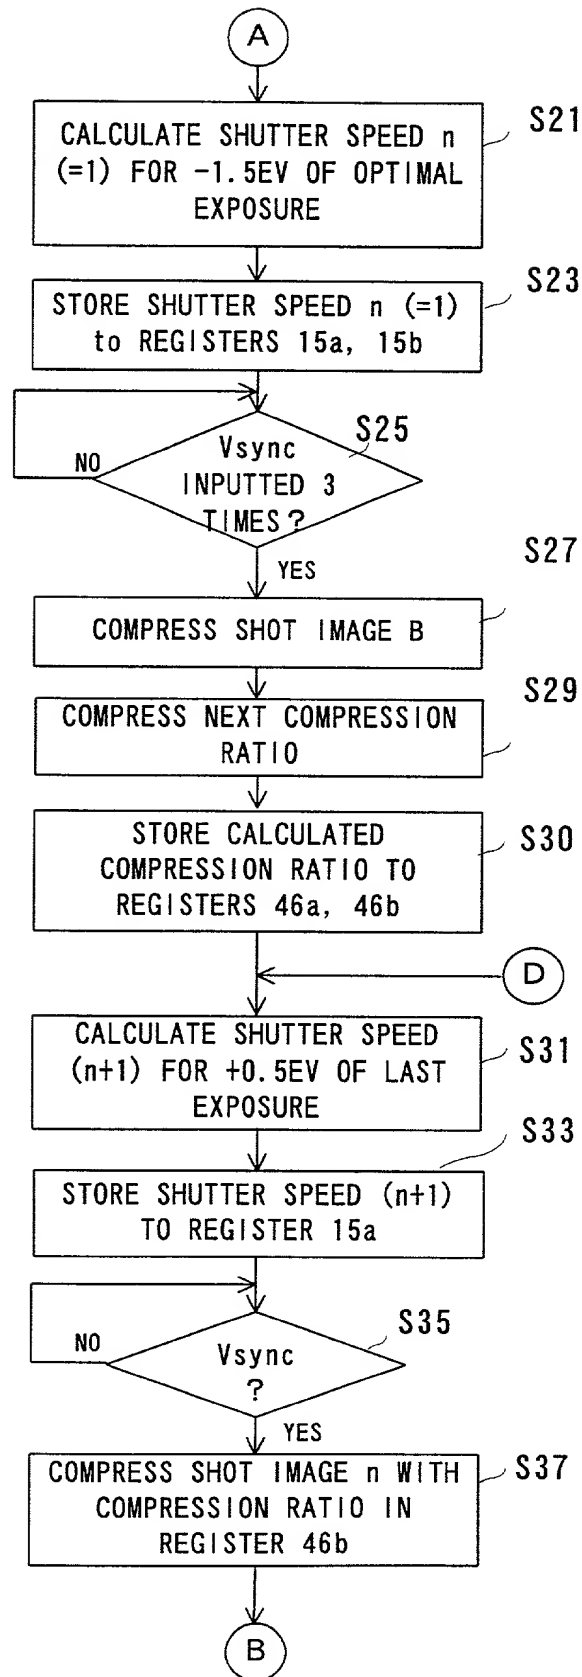 A
CALCULATE SHUTTER SPEED n
(=1) FOR -1.5EV OF OPTIMAL
EXPOSURE
S21
STORE SHUTTER SPEED n (=1)
to REGISTERS 15a, 15b
S23
Vsync
INPUTTED 3
TIMES?
S25
NO
YES
COMPRESS SHOT IMAGE B
S27
COMPRESS NEXT COMPRESSION
RATIO
S29
STORE CALCULATED
COMPRESSION RATIO TO
REGISTERS 46a, 46b
S30
D
CALCULATE SHUTTER SPEED
(n+1) FOR +0.5EV OF LAST
EXPOSURE
S31
STORE SHUTTER SPEED (n+1)
TO REGISTER 15a
S33
Vsync
?
S35
NO
YES
COMPRESS SHOT IMAGE n WITH
COMPRESSION RATIO IN
REGISTER 46b
S37
B